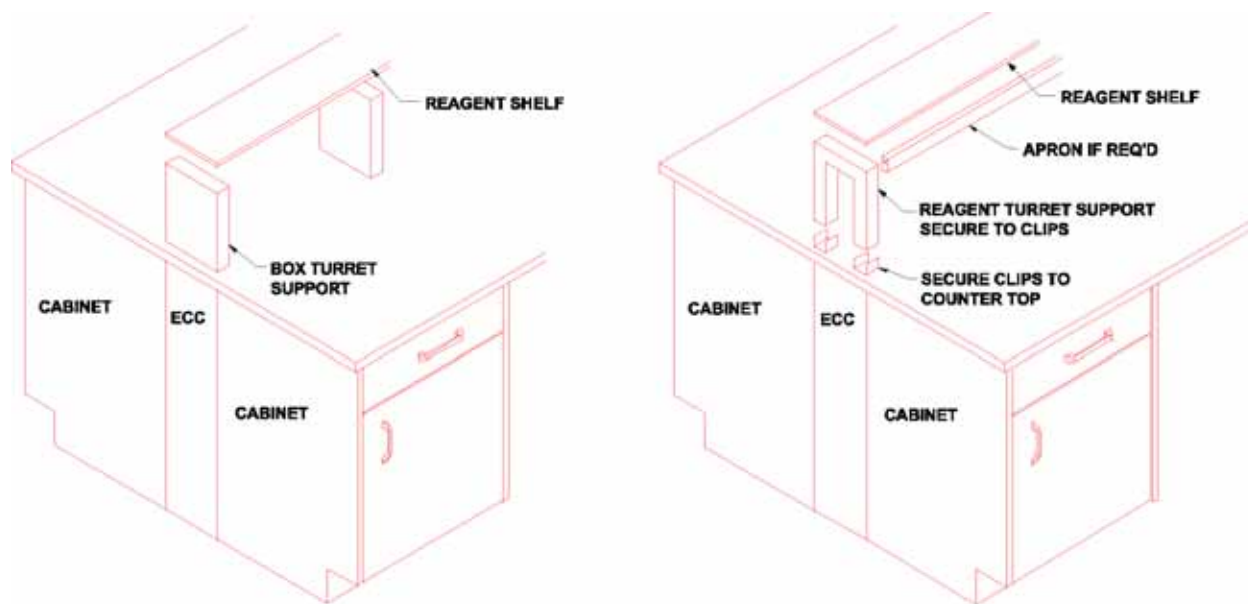 REAGENT SHELF
BOX TURRET
SUPPORT
CABINET
ECC
CABINET
REAGENT SHELF
APRON IF REQ'D
REAGENT TURRET SUPPORT
SECURE TO CLIPS
SECURE CLIPS TO
COUNTER TOP
CABINET
ECC
CABINET